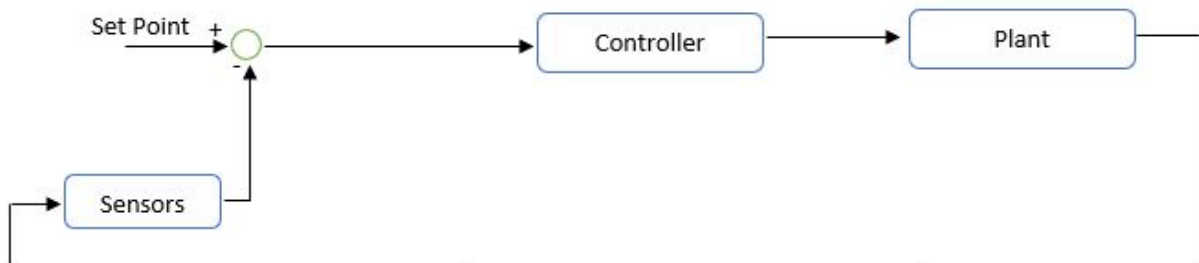 Set Point +
-
Controller
Plant
Sensors